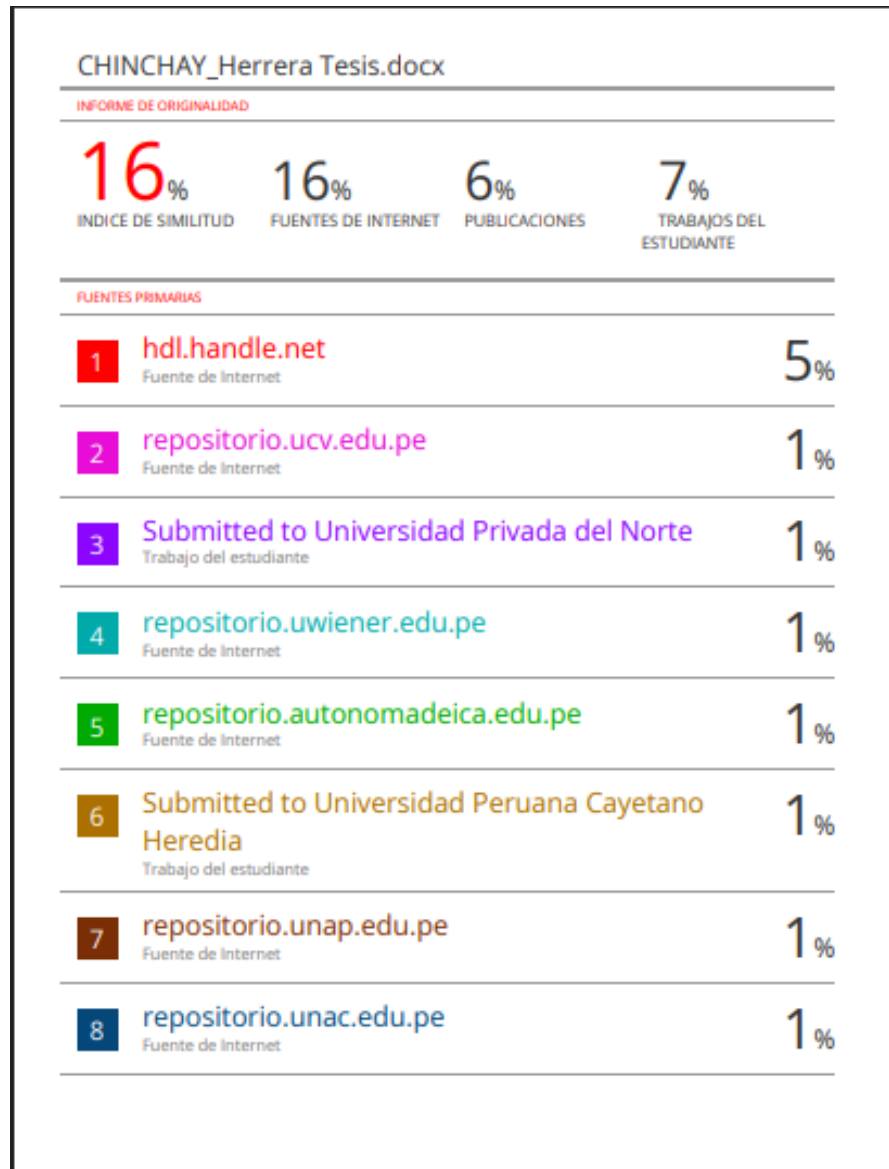 CHINCHAY_Herrera Tesis.docx
INFORME DE ORIGINALIDAD
16% 16% 6% 7%
INDICE DE SIMILITUD FUENTES DE INTERNET PUBLICACIONES TRABAJOS DEL
ESTUDIANTE
FUENTES PRIMARIAS
1 hdl.handle.net 5%
Fuente de Internet
2 repositorio.ucv.edu.pe 1%
Fuente de Internet
3 Submitted to Universidad Privada del Norte 1%
Trabajo del estudiante
4 repositorio.uwiener.edu.pe 1%
Fuente de Internet
5 repositorio.autonomadeica.edu.pe 1%
Fuente de Internet
6 Submitted to Universidad Peruana Cayetano 1%
Heredia
Trabajo del estudiante
7 repositorio.unap.edu.pe 1%
Fuente de Internet
8 repositorio.unac.edu.pe 1%
Fuente de Internet